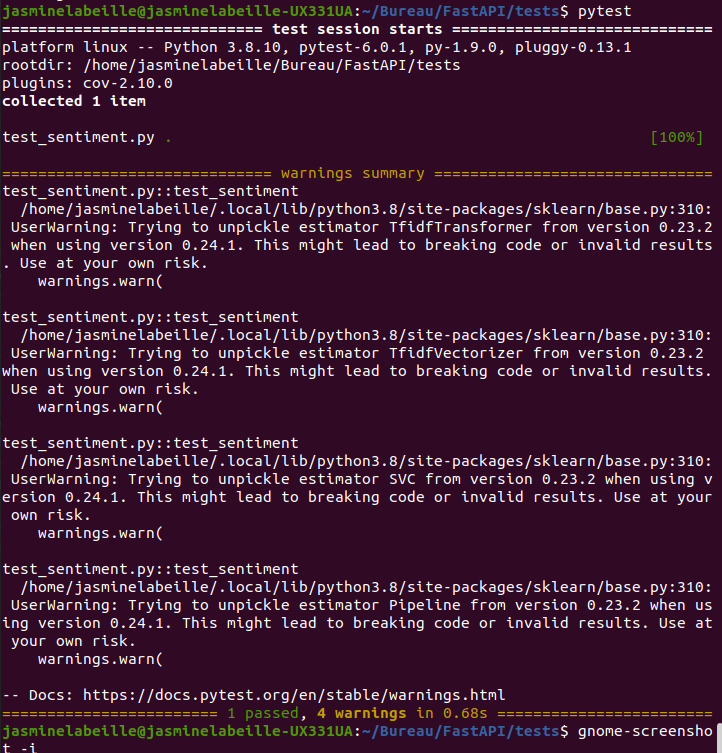 jasminelabeille@jasminelabeille-UX331UA:~/Bureau/FastAPI/tests$ pytest
============================= test session starts =============================
platform linux -- Python 3.8.10, pytest-6.0.1, py-1.9.0, pluggy-0.13.1
rootdir: /home/jasminelabeille/Bureau/FastAPI/tests
plugins: cov-2.10.0
collected 1 item
test_sentiment.py . [100%]
============================== warnings summary ===============================
test_sentiment.py::test_sentiment
/home/jasminelabeille/.local/lib/python3.8/site-packages/sklearn/base.py:310:
UserWarning: Trying to unpickle estimator TfidfTransformer from version 0.23.2
when using version 0.24.1. This might lead to breaking code or invalid results
. Use at your own risk.
warnings.warn(
test_sentiment.py::test_sentiment
/home/jasminelabeille/.local/lib/python3.8/site-packages/sklearn/base.py:310:
UserWarning: Trying to unpickle estimator TfidfVectorizer from version 0.23.2
when using version 0.24.1. This might lead to breaking code or invalid results.
Use at your own risk.
warnings.warn(
test_sentiment.py::test_sentiment
/home/jasminelabeille/.local/lib/python3.8/site-packages/sklearn/base.py:310:
UserWarning: Trying to unpickle estimator SVC from version 0.23.2 when using v
ersion 0.24.1. This might lead to breaking code or invalid results. Use at your
own risk.
warnings.warn(
test_sentiment.py::test_sentiment
/home/jasminelabeille/.local/lib/python3.8/site-packages/sklearn/base.py:310:
UserWarning: Trying to unpickle estimator Pipeline from version 0.23.2 when us
ing version 0.24.1. This might lead to breaking code or invalid results. Use at
your own risk.
warnings.warn(
-- Docs: https://docs.pytest.org/en/stable/warnings.html
======================== 1 passed, 4 warnings in 0.68s ========================
jasminelabeille@jasminelabeille-UX331UA:~/Bureau/FastAPI/tests$ gnome-screensho
t -i